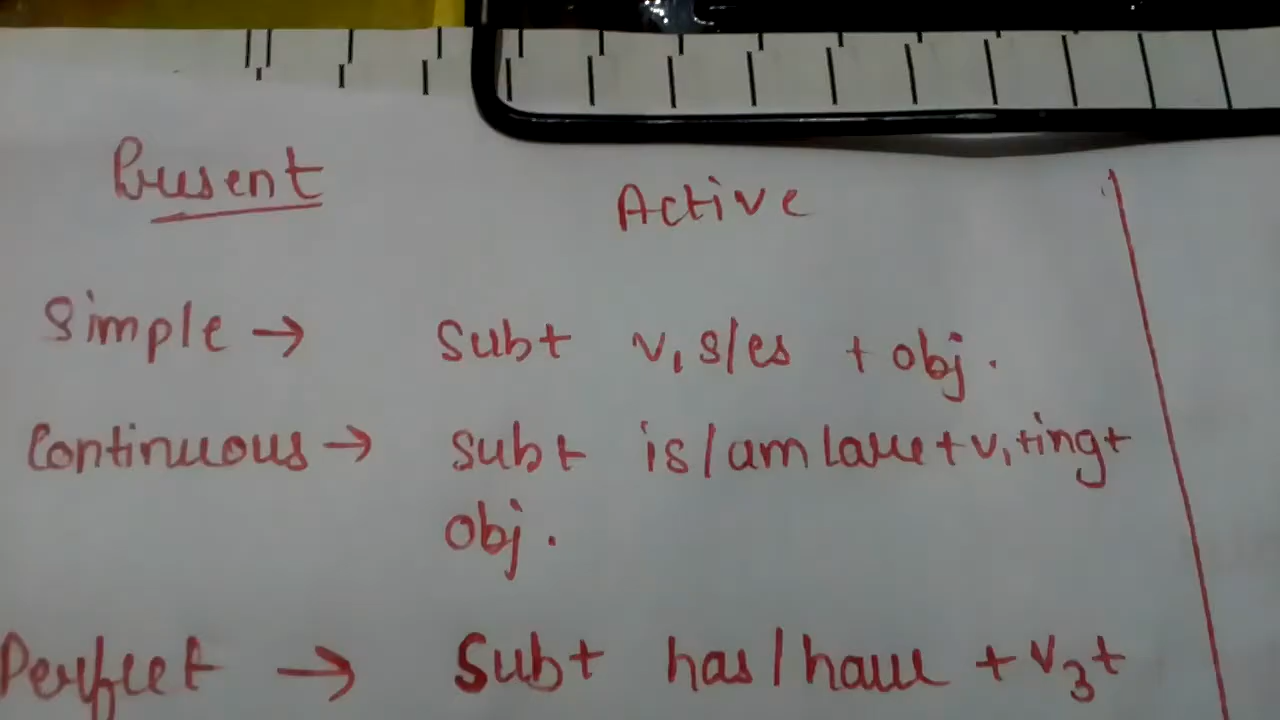 Present Active
Simple → Sub+ V1 s/es + obj.
Continuous → Sub+ is/am/are + V1+ing+
obj.
Perfect → Sub+ has/have + V3+